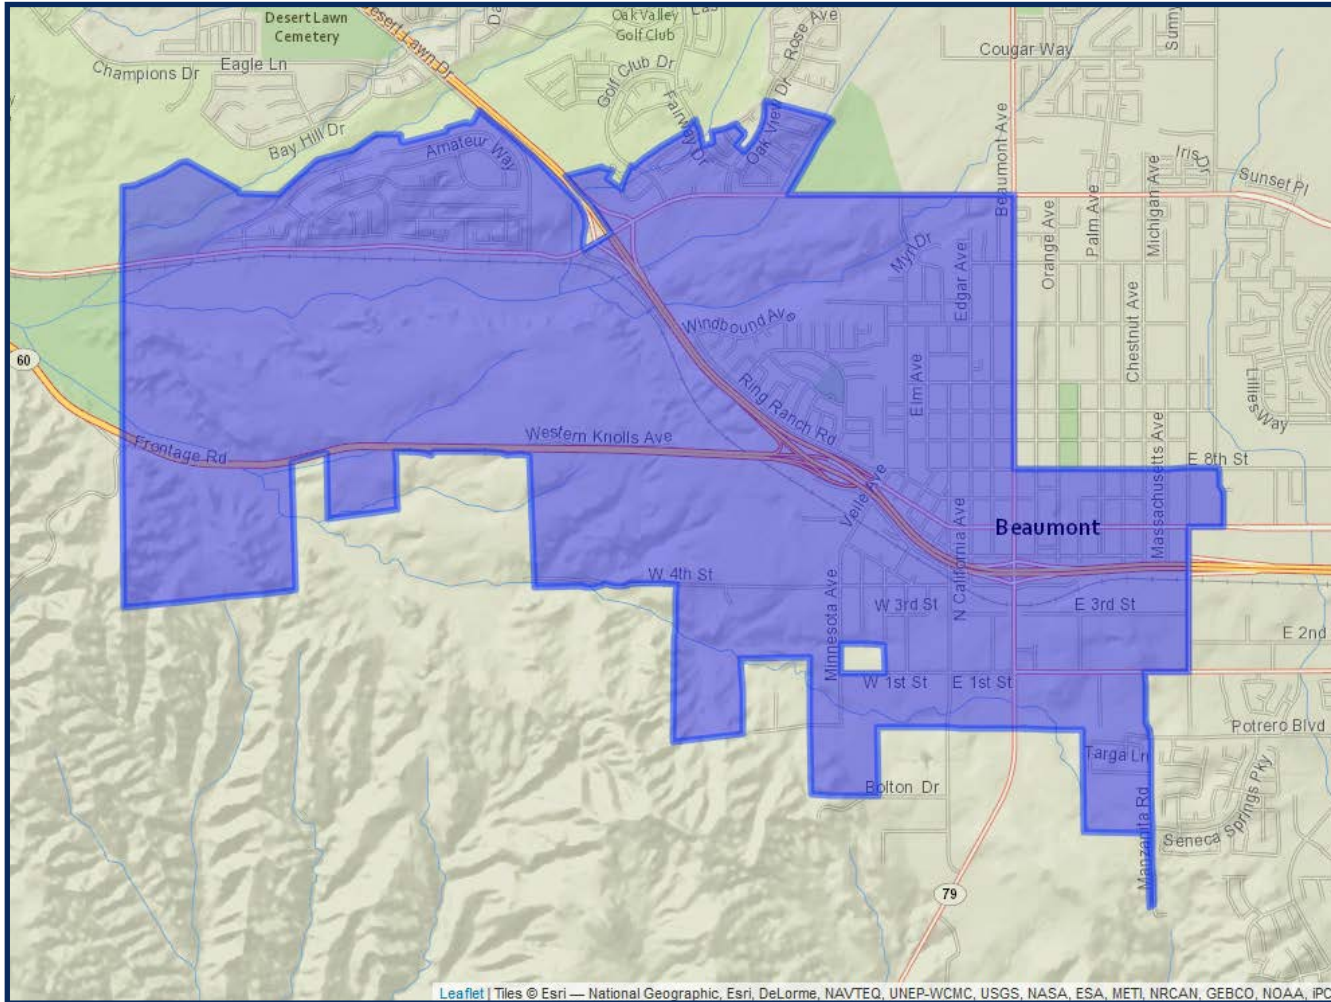 Desert Lawn
Cemetery
Desert Lawn Dr
Oak Valley
Golf Club
Rose Ave
Cougar Way
Champions Dr
Eagle Ln
Golf Club Dr
Fairway Dr
Oak View Dr
Bay Hill Dr
Amateur Way
Beaumont Ave
Iris Dr
Sunset Pl
Orange Ave
Palm Ave
Michigan Ave
Myrl Dr
Edgar Ave
Chestnut Ave
Windbound Ave
60
Ring Ranch Rd
Elm Ave
Lillies Way
Frontage Rd
Western Knolls Ave
Massachusetts Ave
E 8th St
Velle Ave
N California Ave
Beaumont
W 4th St
Minnesota Ave
W 3rd St
E 3rd St
E 2nd
W 1st St
E 1st St
Potrero Blvd
Targa Ln
Bolton Dr
Manzanita Rd
Seneca Springs Pky
79
Leaflet | Tiles © Esri — National Geographic, Esri, DeLorme, NAVTEQ, UNEP-WCMC, USGS, NASA, ESA, METI, NRCAN, GEBCO, NOAA, iPC